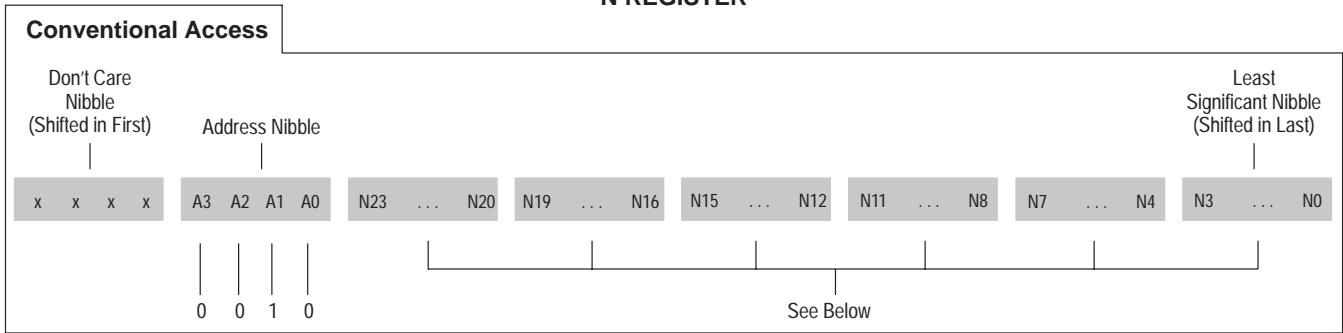 N REGISTER
Conventional Access
Don't Care
Nibble
(Shifted in First)
Address Nibble
Least
Significant Nibble
(Shifted in Last)
x x x x A3 A2 A1 A0 N23 ... N20 N19 ... N16 N15 ... N12 N11 ... N8 N7 ... N4 N3 ... N0
0 0 1 0
See Below